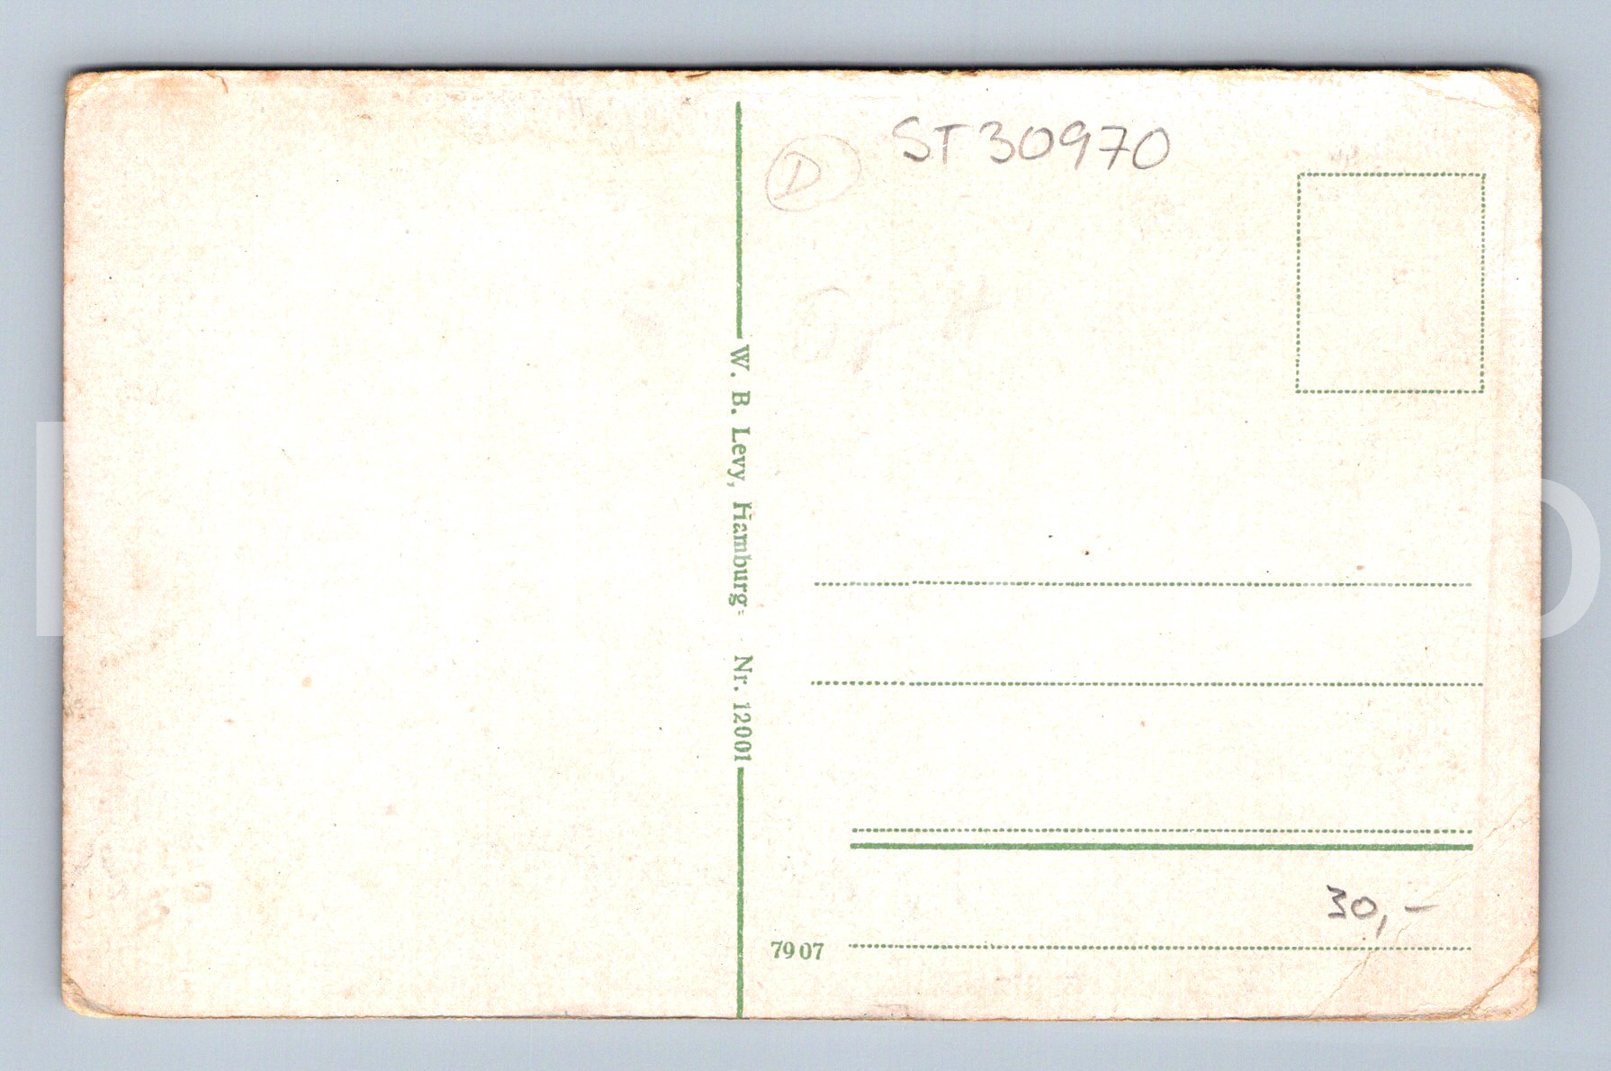 D
ST30970
W. B. Levy, Hamburg Nr. 12001
30,-
7907